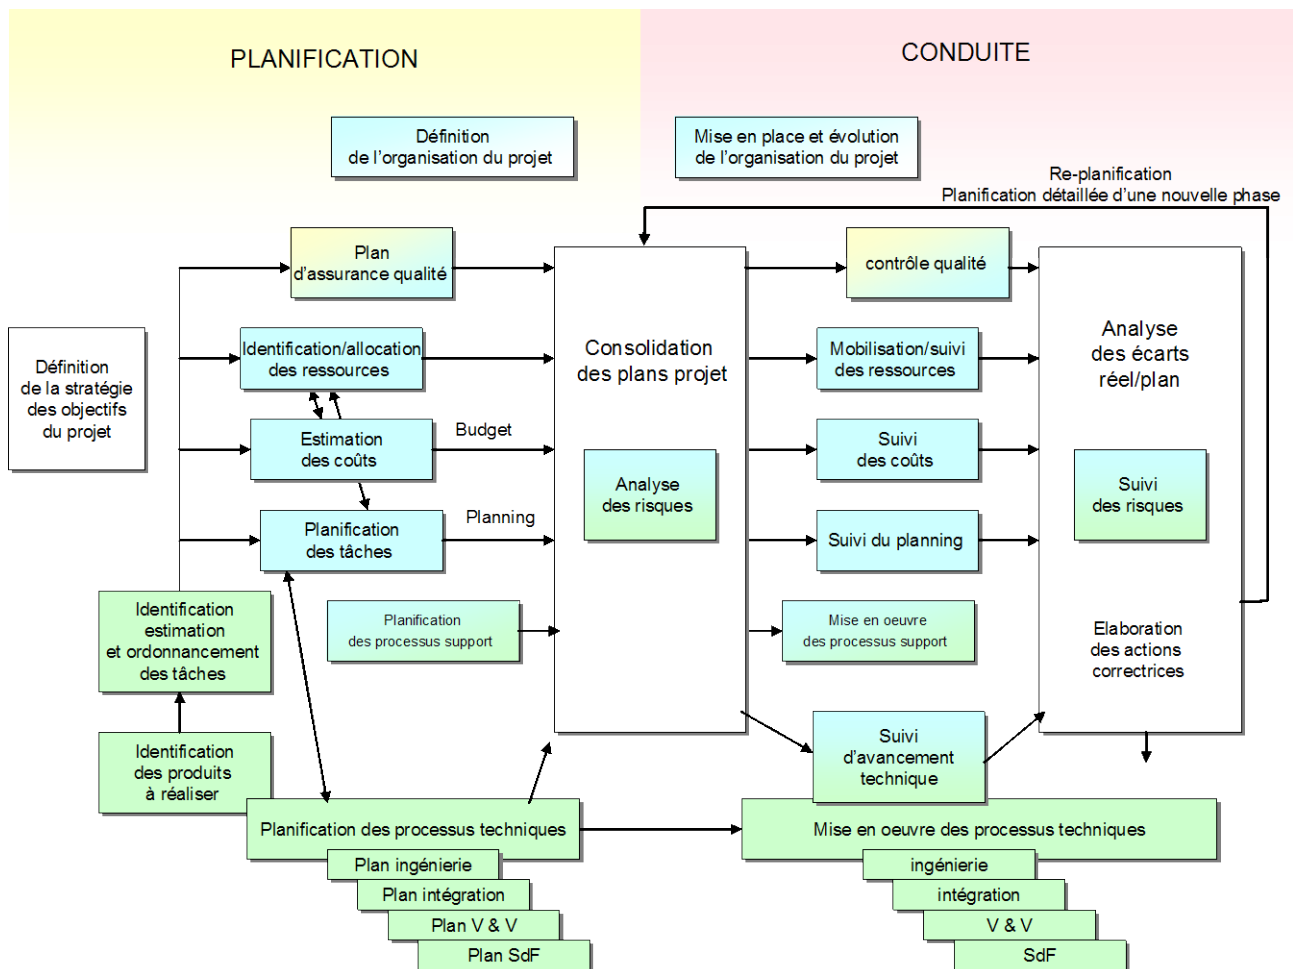 PLANIFICATION
CONDUITE
Définition
de l'organisation du projet
Mise en place et évolution
de l'organisation du projet
Re-planification
Planification détaillée d'une nouvelle phase
Plan
d'assurance qualité
contrôle qualité
Définition
de la stratégie
des objectifs
du projet
Identification/allocation
des ressources
Consolidation
des plans projet
Mobilisation/suivi
des ressources
Analyse
des écarts
réel/plan
Estimation
des coûts
Budget
Suivi
des coûts
Analyse
des risques
Suivi
des risques
Planification
des tâches
Planning
Suivi du planning
Identification
estimation
et ordonnancement
des tâches
Planification
des processus support
Mise en oeuvre
des processus support
Elaboration
des actions
correctrices
Identification
des produits
à réaliser
Suivi
d'avancement
technique
Planification des processus techniques
Mise en oeuvre des processus techniques
Plan ingénierie
Plan intégration
Plan V & V
Plan SdF
ingénierie
intégration
V & V
SdF